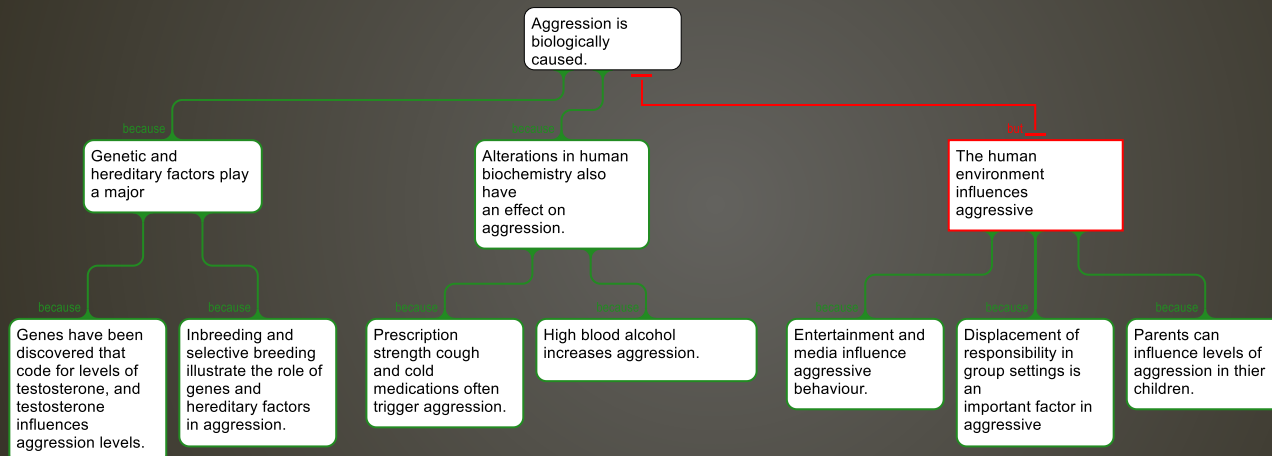 Aggression is
biologically
caused.
because
because
but
Genetic and
hereditary factors play
a major
Alterations in human
biochemistry also
have
an effect on
aggression.
The human
environment
influences
aggressive
because
because
because
because
because
because
because
Genes have been
discovered that
code for levels of
testosterone, and
testosterone
influences
aggression levels.
Inbreeding and
selective breeding
illustrate the role of
genes and
hereditary factors
in aggression.
Prescription
strength cough
and cold
medications often
trigger aggression.
High blood alcohol
increases aggression.
Entertainment and
media influence
aggressive
behaviour.
Displacement of
responsibility in
group settings is
an
important factor in
aggressive
Parents can
influence levels of
aggression in thier
children.